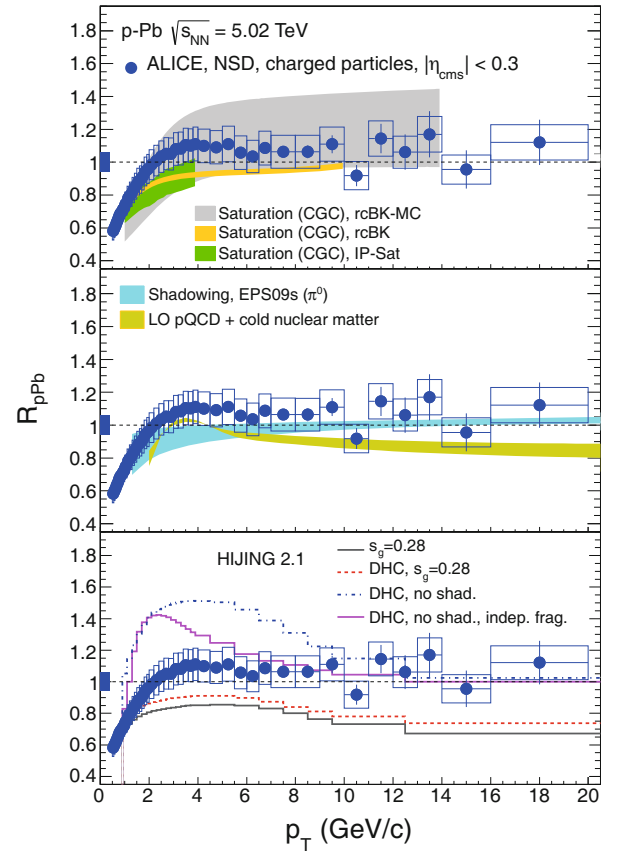 p-Pb √s_NN = 5.02 TeV
ALICE, NSD, charged particles, |η_cms| < 0.3
1.8
1.6
1.4
1.2
1
0.8
0.6
0.4
Saturation (CGC), rcBK-MC
Saturation (CGC), rcBK
Saturation (CGC), IP-Sat
Shadowing, EPS09s (π⁰)
LO pQCD + cold nuclear matter
1.8
1.6
1.4
1.2
1
0.8
0.6
0.4
R_pPb
HIJING 2.1
s_g=0.28
DHC, s_g=0.28
DHC, no shad.
DHC, no shad., indep. frag.
1.8
1.6
1.4
1.2
1
0.8
0.6
0.4
0 2 4 6 8 10 12 14 16 18 20
p_T (GeV/c)